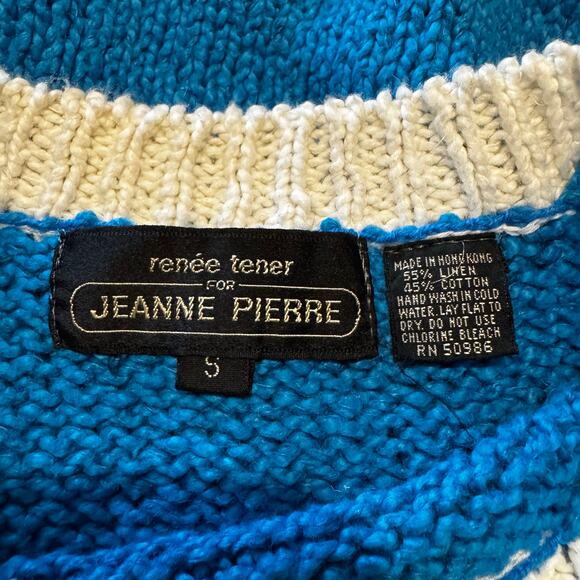 renée tener
FOR
JEANNE PIERRE
S
MADE IN HONG KONG
55% LINEN
45% COTTON
HAND WASH IN COLD
WATER. LAY FLAT TO
DRY. DO NOT USE
CHLORINE BLEACH
RN 50986